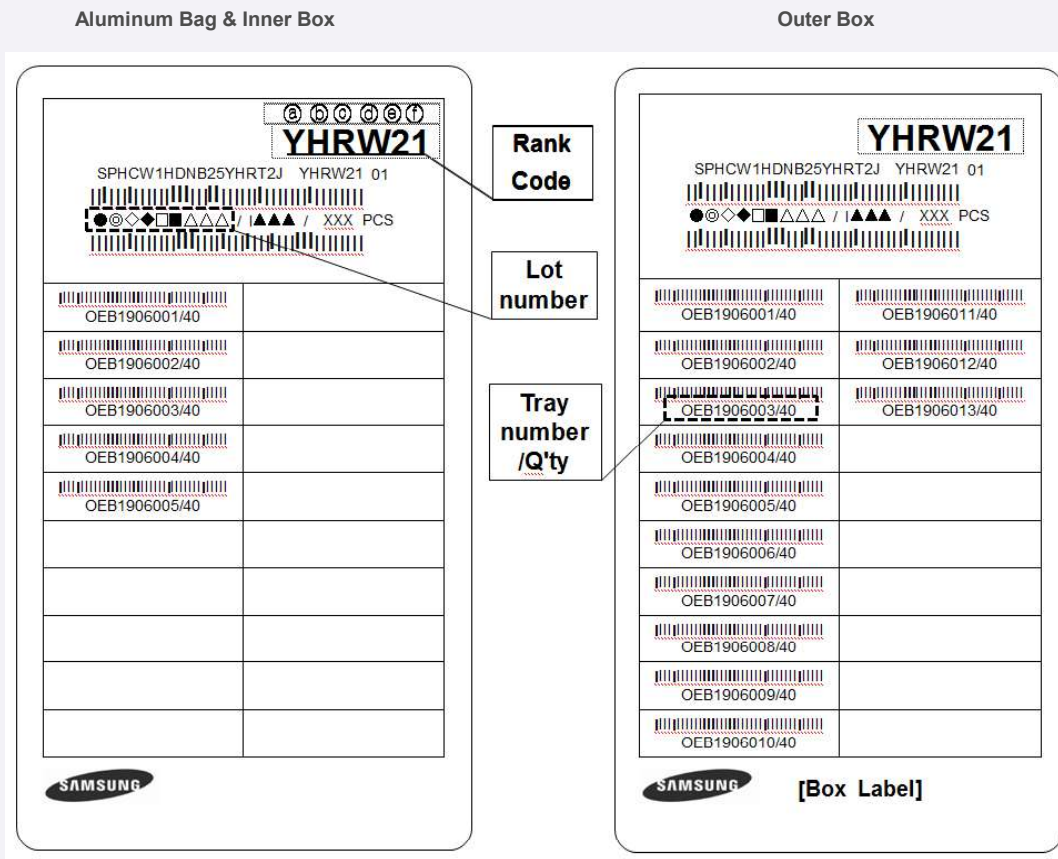 Aluminum Bag & Inner Box
Outer Box
ⓐ ⓑ ⓒ ⓓ ⓔ ⓕ
YHRW21
SPHCW1HDNB25YHRT2J YHRW21 01
●◎◇◆□■△△△ / I▲▲▲ / XXX PCS
OEB1906001/40
OEB1906002/40
OEB1906003/40
OEB1906004/40
OEB1906005/40
SAMSUNG
Rank
Code
Lot
number
Tray
number
/Q'ty
YHRW21
SPHCW1HDNB25YHRT2J YHRW21 01
●◎◇◆□■△△△ / I▲▲▲ / XXX PCS
OEB1906001/40 OEB1906011/40
OEB1906002/40 OEB1906012/40
OEB1906003/40 OEB1906013/40
OEB1906004/40
OEB1906005/40
OEB1906006/40
OEB1906007/40
OEB1906008/40
OEB1906009/40
OEB1906010/40
SAMSUNG
[Box Label]